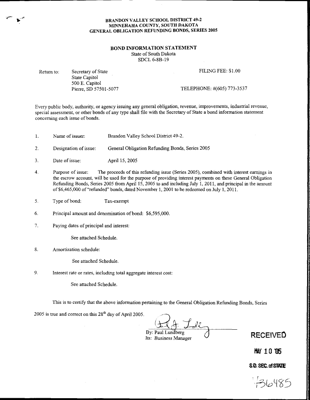 BRANDON VALLEY SCHOOL DISTRICT 49-2
MINNEHAHA COUNTY, SOUTH DAKOTA
GENERAL OBLIGATION REFUNDING BONDS, SERIES 2005
BOND INFORMATION STATEMENT
State of South Dakota
SDCL 6-8B-19
Return to: Secretary of State FILING FEE: $1.00
State Capitol
500 E. Capitol
Pierre, SD 57501-5077 TELEPHONE: #(605) 773-3537
Every public body, authority, or agency issuing any general obligation, revenue, improvements, industrial revenue,
special assessment, or other bonds of any type shall file with the Secretary of State a bond information statement
concerning each issue of bonds.
1. Name of issuer: Brandon Valley School District 49-2.
2. Designation of issue: General Obligation Refunding Bonds, Series 2005
3. Date of issue: April 15, 2005
4. Purpose of issue: The proceeds of this refunding issue (Series 2005), combined with interest earnings in
the escrow account, will be used for the purpose of providing interest payments on these General Obligation
Refunding Bonds, Series 2005 from April 15, 2005 to and including July 1, 2011, and principal in the amount
of $6,465,000 of "refunded" bonds, dated November 1, 2001 to be redeemed on July 1, 2011.
5. Type of bond: Tax-exempt
6. Principal amount and denomination of bond: $6,595,000.
7. Paying dates of principal and interest:
See attached Schedule.
8. Amortization schedule:
See attached Schedule.
9. Interest rate or rates, including total aggregate interest cost:
See attached Schedule.
This is to certify that the above information pertaining to the General Obligation Refunding Bonds, Series
2005 is true and correct on this 28th day of April 2005.
By: Paul Lundberg
Its: Business Manager
RECEIVED
MAY 10 '05
S.D. SEC. of STATE
736485